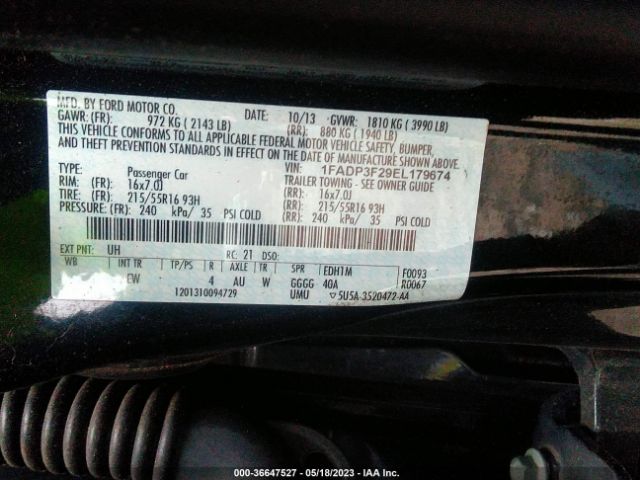 MFD. BY FORD MOTOR CO.
DATE: 10/13 GVWR: 1810 KG ( 3990 LB)
GAWR: (FR): 972 KG ( 2143 LB) (RR): 880 KG ( 1940 LB)
THIS VEHICLE CONFORMS TO ALL APPLICABLE FEDERAL MOTOR VEHICLE SAFETY, BUMPER,
AND THEFT PREVENTION STANDARDS IN EFFECT ON THE DATE OF MANUFACTURE SHOWN ABOVE.
VIN: 1FADP3F29EL179674
TYPE: Passenger Car TRAILER TOWING - SEE OWNER GUIDE
RIM: (FR) 16x7.0J (RR): 16x7.0J
TIRE: (FR) 215/55R16 93H (RR): 215/55R16 93H
PRESSURE: (FR) 240 kPa/ 35 PSI COLD (RR): 240 kPa/ 35 PSI COLD
EXT PNT: UH RC: 21 DSO:
WB INT TR TP/PS R AXLE TR SPR EDH1M F0093
EW 4 AU W GGGG 40A R0067
1201310094729 UMU ▽ 5U5A-3520472-AA
000-36647527 - 05/18/2023 - IAA Inc.